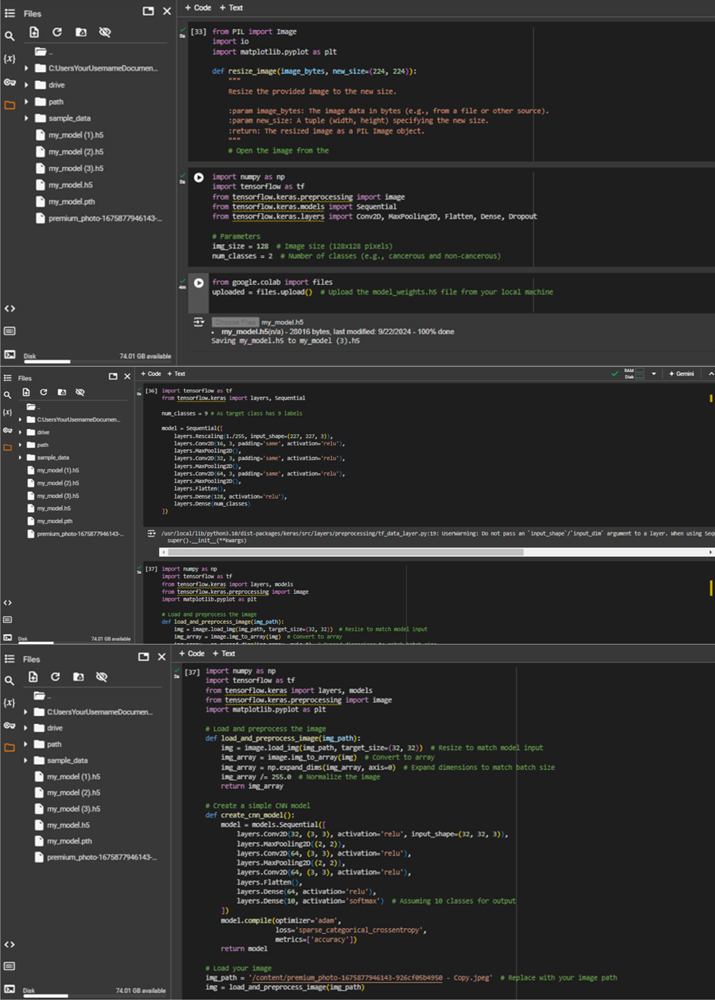 Files
..
C:UsersYourUsernameDocumen...
drive
path
sample_data
my_model (1).h5
my_model (2).h5
my_model (3).h5
my_model.h5
my_model.pth
premium_photo-1675877946143-...
Disk 74.01 GB available
+ Code + Text
0s [33] from PIL import Image
import io
import matplotlib.pyplot as plt
def resize_image(image_bytes, new_size=(224, 224)):
"""
Resize the provided image to the new size.
:param image_bytes: The image data in bytes (e.g., from a file or other source).
:param new_size: A tuple (width, height) specifying the new size.
:return: The resized image as a PIL Image object.
"""
# Open the image from the
0s
import numpy as np
import tensorflow as tf
from tensorflow.keras.preprocessing import image
from tensorflow.keras.models import Sequential
from tensorflow.keras.layers import Conv2D, MaxPooling2D, Flatten, Dense, Dropout
# Parameters
img_size = 128 # Image size (128x128 pixels)
num_classes = 2 # Number of classes (e.g., cancerous and non-cancerous)
4m
from google.colab import files
uploaded = files.upload() # Upload the model_weights.h5 file from your local machine
Choose Files my_model.h5
• my_model.h5(n/a) - 28016 bytes, last modified: 9/22/2024 - 100% done
Saving my_model.h5 to my_model (3).h5
Files
..
C:UsersYourUsernameDocumen...
drive
path
sample_data
my_model (1).h5
my_model (2).h5
my_model (3).h5
my_model.h5
my_model.pth
premium_photo-1675877946143-...
Disk 74.01 GB available
+ Code + Text
RAM
Disk
Gemini
0s [36] import tensorflow as tf
from tensorflow.keras import layers, Sequential
num_classes = 9 # As target class has 9 labels
model = Sequential([
layers.Rescaling(1./255, input_shape=(227, 227, 3)),
layers.Conv2D(16, 3, padding='same', activation='relu'),
layers.MaxPooling2D(),
layers.Conv2D(32, 3, padding='same', activation='relu'),
layers.MaxPooling2D(),
layers.Conv2D(64, 3, padding='same', activation='relu'),
layers.MaxPooling2D(),
layers.Flatten(),
layers.Dense(128, activation='relu'),
layers.Dense(num_classes)
])
/usr/local/lib/python3.10/dist-packages/keras/src/layers/preprocessing/tf_data_layer.py:19: UserWarning: Do not pass an `input_shape`/`input_dim` argument to a layer. When using Seq
super().__init__(**kwargs)
3s [37] import numpy as np
import tensorflow as tf
from tensorflow.keras import layers, models
from tensorflow.keras.preprocessing import image
import matplotlib.pyplot as plt
# Load and preprocess the image
def load_and_preprocess_image(img_path):
img = image.load_img(img_path, target_size=(32, 32)) # Resize to match model input
img_array = image.img_to_array(img) # Convert to array
Files
..
C:UsersYourUsernameDocumen...
drive
path
sample_data
my_model (1).h5
my_model (2).h5
my_model (3).h5
my_model.h5
my_model.pth
premium_photo-1675877946143-...
Disk 74.01 GB available
+ Code + Text
3s [37] import numpy as np
import tensorflow as tf
from tensorflow.keras import layers, models
from tensorflow.keras.preprocessing import image
import matplotlib.pyplot as plt
# Load and preprocess the image
def load_and_preprocess_image(img_path):
img = image.load_img(img_path, target_size=(32, 32)) # Resize to match model input
img_array = image.img_to_array(img) # Convert to array
img_array = np.expand_dims(img_array, axis=0) # Expand dimensions to match batch size
img_array /= 255.0 # Normalize the image
return img_array
# Create a simple CNN model
def create_cnn_model():
model = models.Sequential([
layers.Conv2D(32, (3, 3), activation='relu', input_shape=(32, 32, 3)),
layers.MaxPooling2D((2, 2)),
layers.Conv2D(64, (3, 3), activation='relu'),
layers.MaxPooling2D((2, 2)),
layers.Conv2D(64, (3, 3), activation='relu'),
layers.Flatten(),
layers.Dense(64, activation='relu'),
layers.Dense(10, activation='softmax') # Assuming 10 classes for output
])
model.compile(optimizer='adam',
loss='sparse_categorical_crossentropy',
metrics=['accuracy'])
return model
# Load your image
img_path = '/content/premium_photo-1675877946143-926cf05b4950 - Copy.jpeg' # Replace with your image path
img = load_and_preprocess_image(img_path)